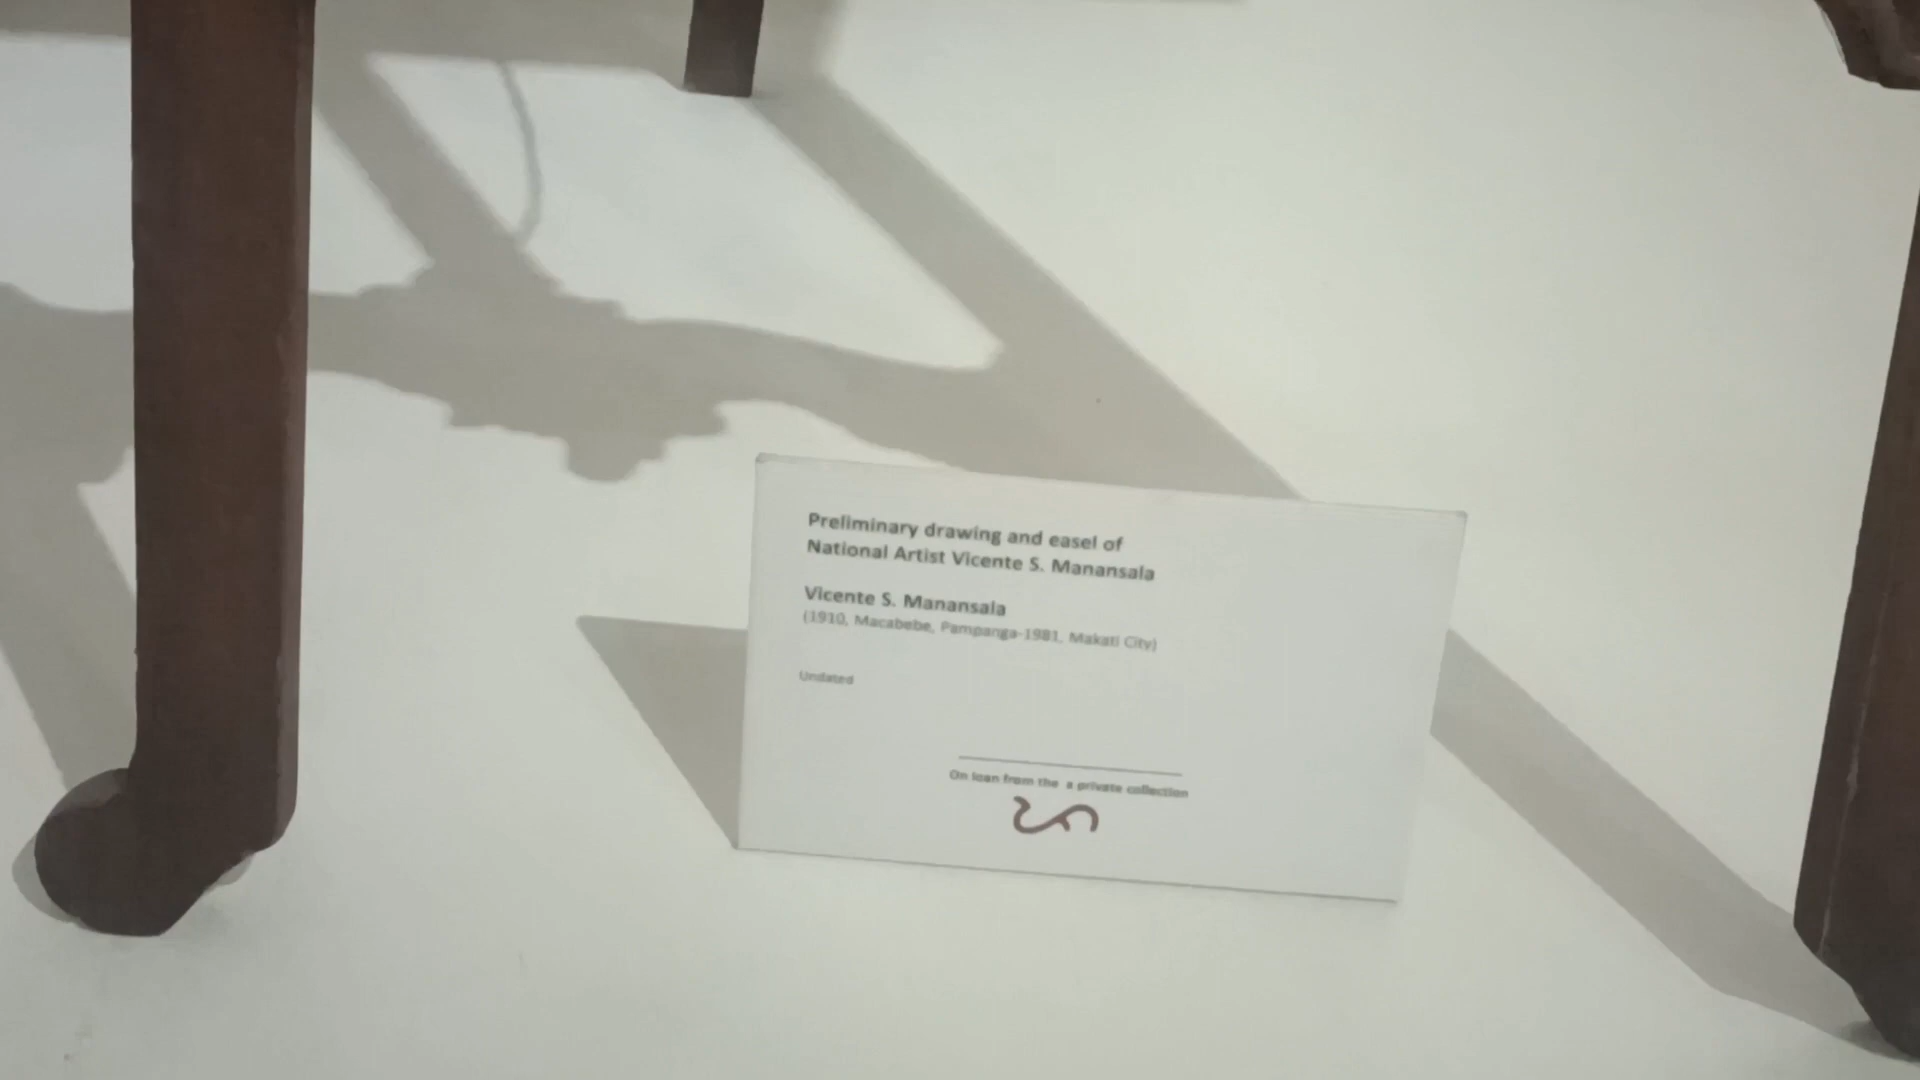 Preliminary drawing and easel of
National Artist Vicente S. Manansala
Vicente S. Manansala
(1910, Macabebe, Pampanga-1981, Makati City)
Undated
On loan from the a private collection